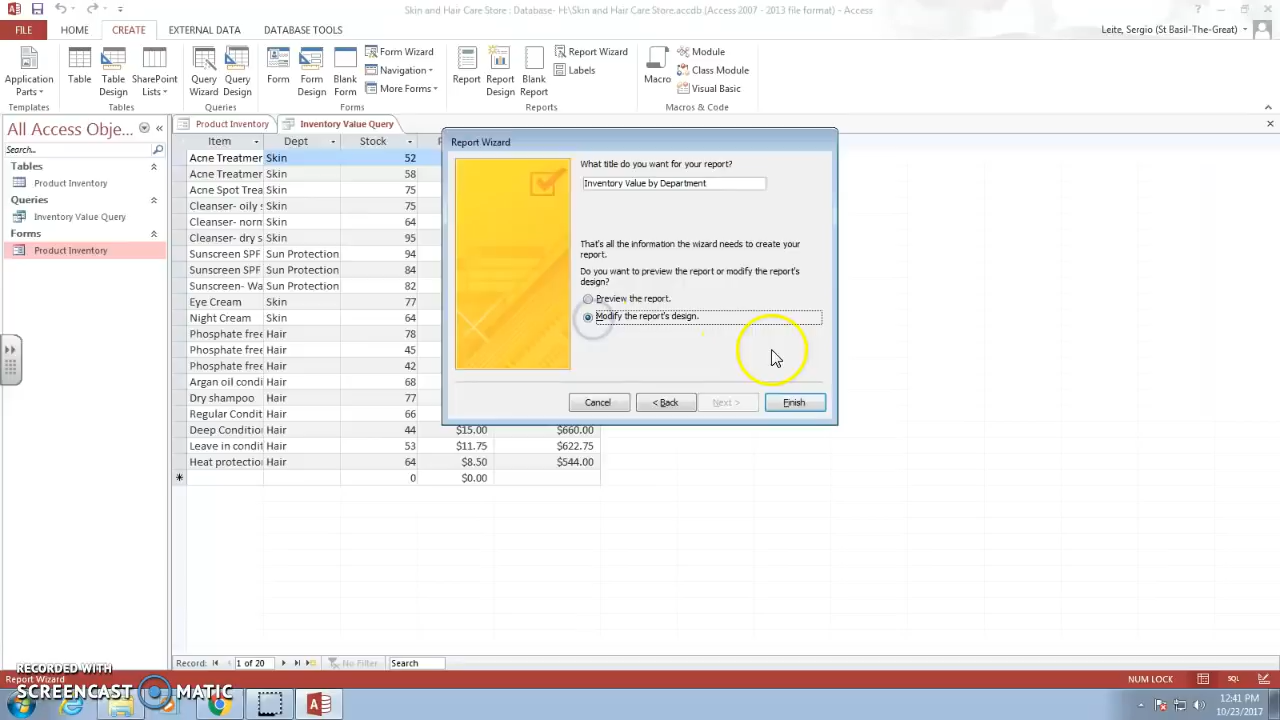 Skin and Hair Care Store : Database- H:\Skin and Hair Care Store.accdb (Access 2007 - 2013 file format) - Access
FILE HOME CREATE EXTERNAL DATA DATABASE TOOLS Leite, Sergio (St Basil-The-Great)
Application Parts
Table
Table Design
SharePoint Lists
Query Wizard
Query Design
Form
Form Design
Blank Form
Form Wizard
Navigation
More Forms
Report
Report Design
Blank Report
Report Wizard
Labels
Macro
Module
Class Module
Visual Basic
Templates Tables Queries Forms Reports Macros & Code
All Access Obje...
Search...
Tables
Product Inventory
Queries
Inventory Value Query
Forms
Product Inventory
Product Inventory Inventory Value Query
Item Dept Stock
Acne Treatmer Skin 52
Acne Treatmer Skin 58
Acne Spot Trea Skin 75
Cleanser- oily s Skin 75
Cleanser- norn Skin 64
Cleanser- dry s Skin 95
Sunscreen SPF Sun Protection 94
Sunscreen SPF Sun Protection 84
Sunscreen- Wa Sun Protection 82
Eye Cream Skin 77
Night Cream Skin 64
Phosphate free Hair 78
Phosphate free Hair 45
Phosphate free Hair 42
Argan oil condi Hair 68
Dry shampoo Hair 77
Regular Condit Hair 66
Deep Condition Hair 44 $15.00 $660.00
Leave in condit Hair 53 $11.75 $622.75
Heat protection Hair 64 $8.50 $544.00
* 0 $0.00
Report Wizard
What title do you want for your report?
Inventory Value by Department
That's all the information the wizard needs to create your
report.
Do you want to preview the report or modify the report's
design?
Preview the report.
Modify the report's design.
Cancel < Back Next > Finish
Record: 1 of 20 No Filter Search
Report Wizard NUM LOCK SQL
RECORDED WITH
SCREENCAST MATIC
12:41 PM
10/23/2017